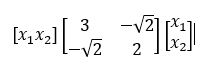 [x₁x₂] [3 −√2 −√2 2] [x₁ x₂]